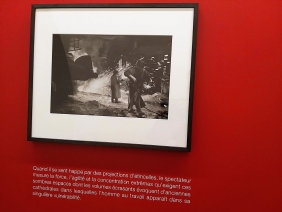 Quand il se sent happé par des projections d'étincelles, le spectateur
mesure la force, l'agilité et la concentration extrêmes qu'exigent ces
sombres espaces dont les volumes écrasants évoquent d'anciennes
cathédrales dans lesquelles l'homme au travail apparaît dans sa
singulière vulnérabilité.